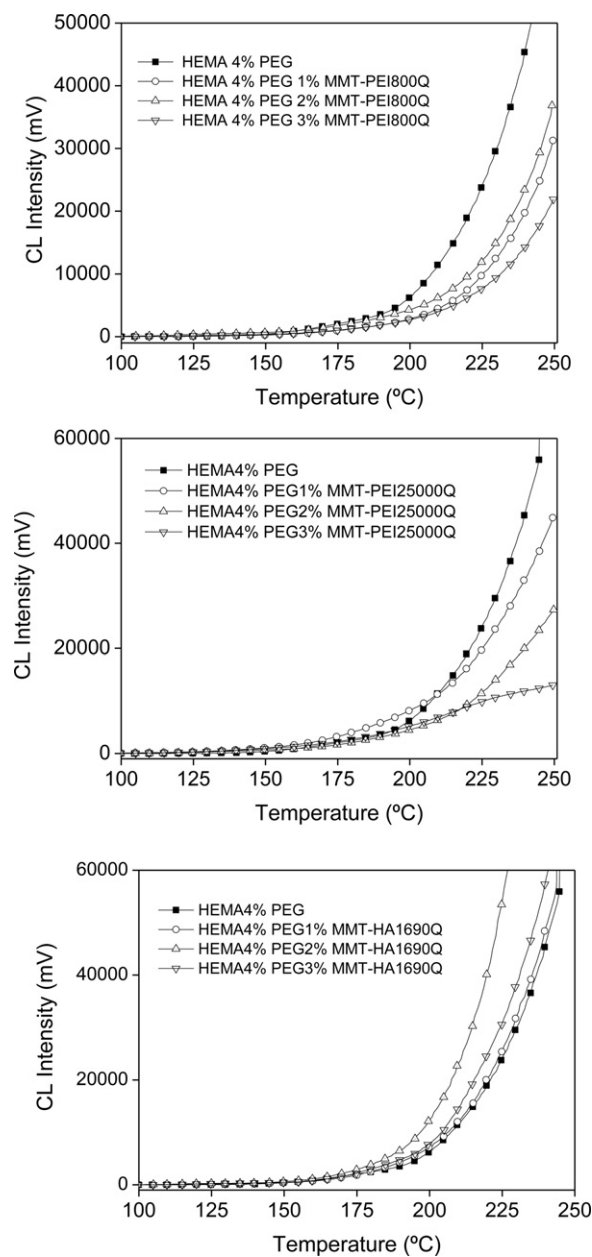 50000
40000
30000
20000
10000
0
CL Intensity (mV)
HEMA 4% PEG
HEMA 4% PEG 1% MMT-PEI800Q
HEMA 4% PEG 2% MMT-PEI800Q
HEMA 4% PEG 3% MMT-PEI800Q
100 125 150 175 200 225 250
Temperature (ºC)
60000
40000
20000
0
CL Intensity (mV)
HEMA4% PEG
HEMA4% PEG1% MMT-PEI25000Q
HEMA4% PEG2% MMT-PEI25000Q
HEMA4% PEG3% MMT-PEI25000Q
100 125 150 175 200 225 250
Temperature (ºC)
60000
40000
20000
0
CL Intensity (mV)
HEMA4% PEG
HEMA4% PEG1% MMT-HA1690Q
HEMA4% PEG2% MMT-HA1690Q
HEMA4% PEG3% MMT-HA1690Q
100 125 150 175 200 225 250
Temperature (ºC)